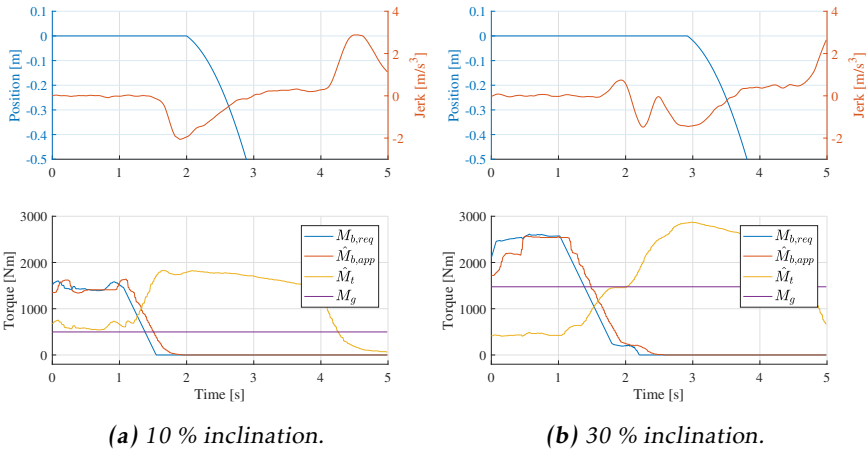 0.1
0
-0.1
-0.2
-0.3
-0.4
-0.5
Position [m]
4
2
0
-2
Jerk [m/s³]
0 1 2 3 4 5
3000
2000
1000
0
Torque [Nm]
M_{b,req}
M̂_{b,app}
M̂_t
M_g
0 1 2 3 4 5
Time [s]
(a) 10 % inclination.
0.1
0
-0.1
-0.2
-0.3
-0.4
-0.5
Position [m]
4
2
0
-2
Jerk [m/s³]
0 1 2 3 4 5
3000
2000
1000
0
Torque [Nm]
M_{b,req}
M̂_{b,app}
M̂_t
M_g
0 1 2 3 4 5
Time [s]
(b) 30 % inclination.